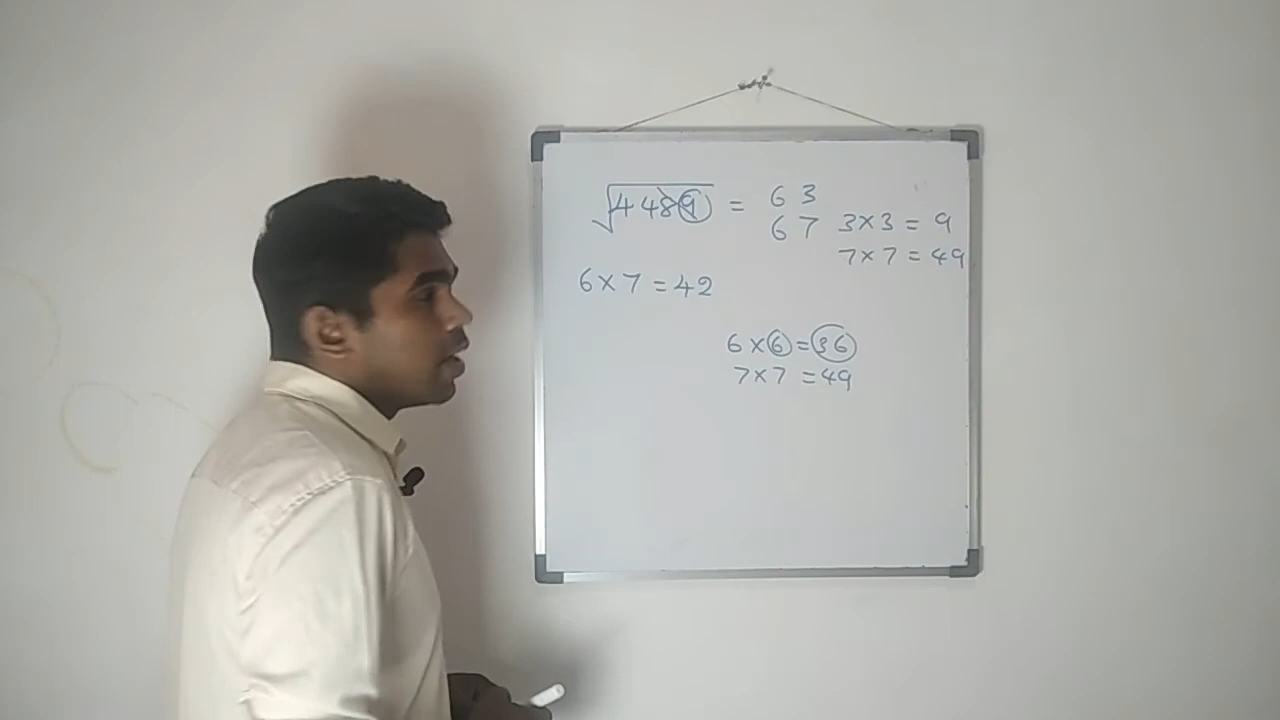 √4489 = 63
67 3×3 = 9
7×7 = 49
6×7 = 42
6×6 = 36
7×7 = 49